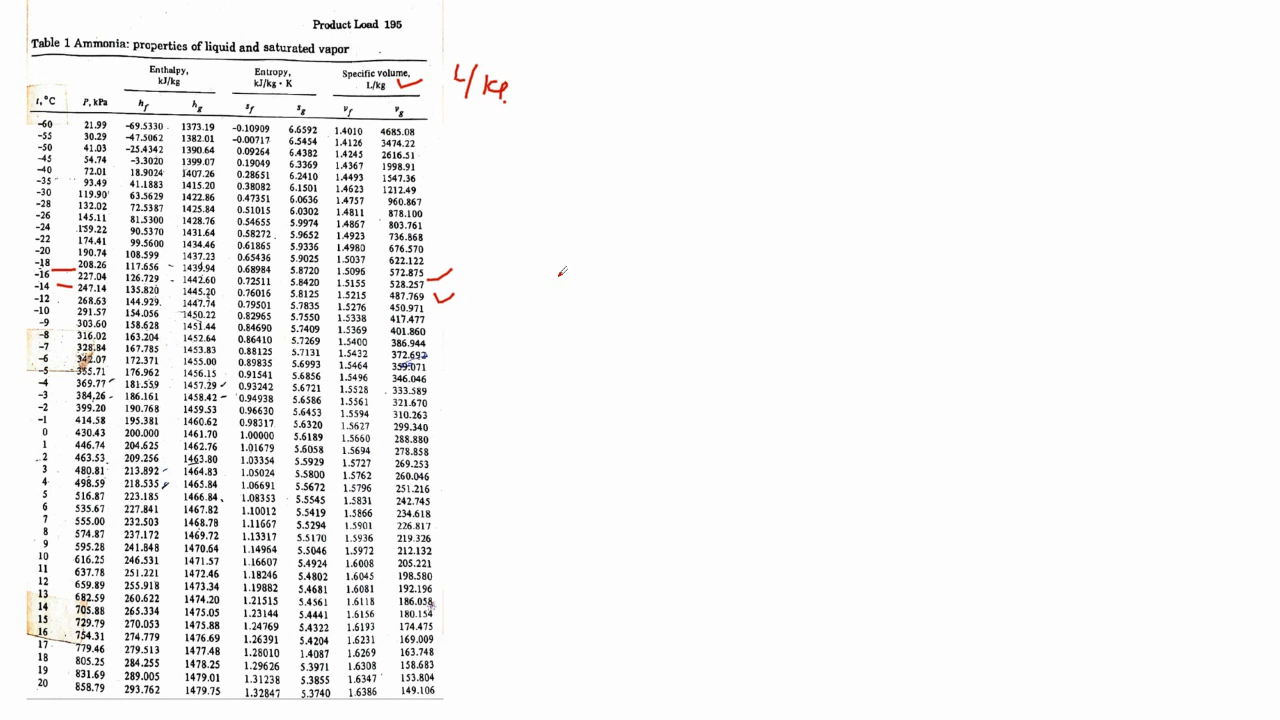 Product Load 195
Table 1 Ammonia: properties of liquid and saturated vapor
Enthalpy, Entropy, Specific volume,
kJ/kg kJ/kg · K L/kg
L/kg
t, °C P, kPa hf hg sf sg vf vg
-60 21.99 -69.5330 1373.19 -0.10909 6.6592 1.4010 4685.08
-55 30.29 -47.5062 1382.01 -0.00717 6.5454 1.4126 3474.22
-50 41.03 -25.4342 1390.64 0.09264 6.4382 1.4245 2616.51
-45 54.74 -3.3020 1399.07 0.19049 6.3369 1.4367 1998.91
-40 72.01 18.9024 1407.26 0.28651 6.2410 1.4493 1547.36
-35 93.49 41.1883 1415.20 0.38082 6.1501 1.4623 1212.49
-30 119.90 63.5629 1422.86 0.47351 6.0636 1.4757 960.867
-28 132.02 72.5387 1425.84 0.51015 6.0302 1.4811 878.100
-26 145.11 81.5300 1428.76 0.54655 5.9974 1.4867 803.761
-24 159.22 90.5370 1431.64 0.58272 5.9652 1.4923 736.868
-22 174.41 99.5600 1434.46 0.61865 5.9336 1.4980 676.570
-20 190.74 108.599 1437.23 0.65436 5.9025 1.5037 622.122
-18 208.26 117.656 1439.94 0.68984 5.8720 1.5096 572.875
-16 227.04 126.729 1442.60 0.72511 5.8420 1.5155 528.257
-14 247.14 135.820 1445.20 0.76016 5.8125 1.5215 487.769
-12 268.63 144.929 1447.74 0.79501 5.7835 1.5276 450.971
-10 291.57 154.056 1450.22 0.82965 5.7550 1.5338 417.477
-9 303.60 158.628 1451.44 0.84690 5.7409 1.5369 401.860
-8 316.02 163.204 1452.64 0.86410 5.7269 1.5400 386.944
-7 328.84 167.785 1453.83 0.88125 5.7131 1.5432 372.692
-6 342.07 172.371 1455.00 0.89835 5.6993 1.5464 359.071
-5 355.71 176.962 1456.15 0.91541 5.6856 1.5496 346.046
-4 369.77 181.559 1457.29 0.93242 5.6721 1.5528 333.589
-3 384.26 186.161 1458.42 0.94938 5.6586 1.5561 321.670
-2 399.20 190.768 1459.53 0.96630 5.6453 1.5594 310.263
-1 414.58 195.381 1460.62 0.98317 5.6320 1.5627 299.340
0 430.43 200.000 1461.70 1.00000 5.6189 1.5660 288.880
1 446.74 204.625 1462.76 1.01679 5.6058 1.5694 278.858
2 463.53 209.256 1463.80 1.03354 5.5929 1.5727 269.253
3 480.81 213.892 1464.83 1.05024 5.5800 1.5762 260.046
4 498.59 218.535 1465.84 1.06691 5.5672 1.5796 251.216
5 516.87 223.185 1466.84 1.08353 5.5545 1.5831 242.745
6 535.67 227.841 1467.82 1.10012 5.5419 1.5866 234.618
7 555.00 232.503 1468.78 1.11667 5.5294 1.5901 226.817
8 574.87 237.172 1469.72 1.13317 5.5170 1.5936 219.326
9 595.28 241.848 1470.64 1.14964 5.5046 1.5972 212.132
10 616.25 246.531 1471.57 1.16607 5.4924 1.6008 205.221
11 637.78 251.221 1472.46 1.18246 5.4802 1.6045 198.580
12 659.89 255.918 1473.34 1.19882 5.4681 1.6081 192.196
13 682.59 260.622 1474.20 1.21515 5.4561 1.6118 186.058
14 705.88 265.334 1475.05 1.23144 5.4441 1.6156 180.154
15 729.79 270.053 1475.88 1.24769 5.4322 1.6193 174.475
16 754.31 274.779 1476.69 1.26391 5.4204 1.6231 169.009
17 779.46 279.513 1477.48 1.28010 1.4087 1.6269 163.748
18 805.25 284.255 1478.25 1.29626 5.3971 1.6308 158.683
19 831.69 289.005 1479.01 1.31238 5.3855 1.6347 153.804
20 858.79 293.762 1479.75 1.32847 5.3740 1.6386 149.106